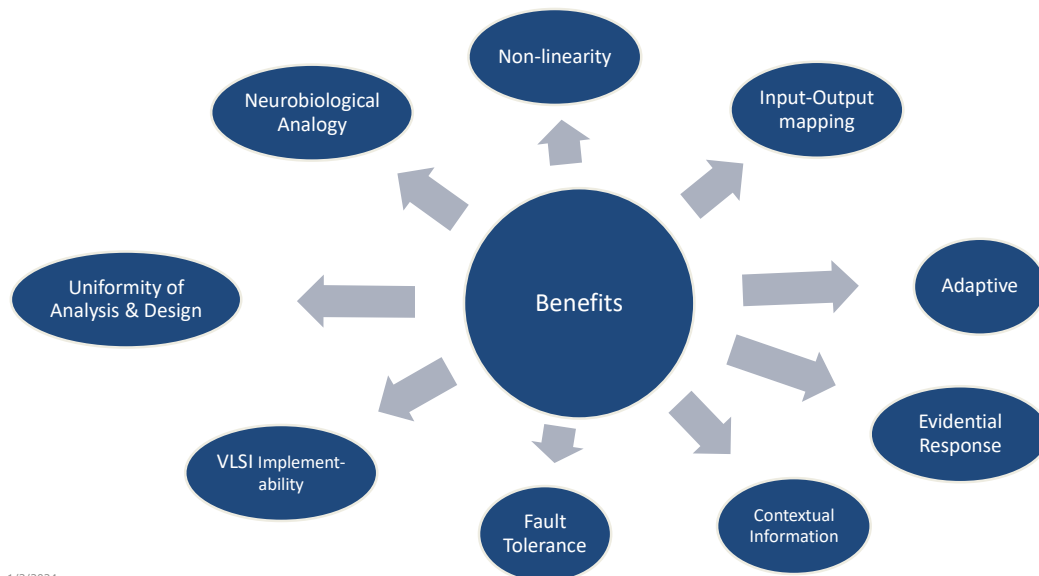 Non-linearity
Input-Output
mapping
Adaptive
Evidential
Response
Contextual
Information
Fault
Tolerance
VLSI Implement-
ability
Uniformity of
Analysis & Design
Neurobiological
Analogy
Benefits